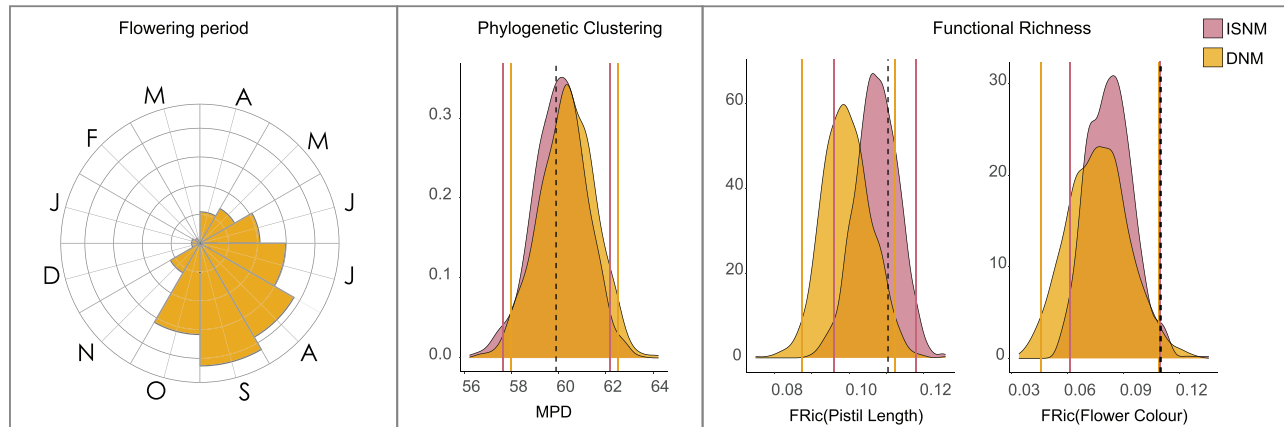 Flowering period
M
A
F
M
J
J
D
J
N
A
O
S
Phylogenetic Clustering
0.3
0.2
0.1
0.0
56 58 60 62 64
MPD
Functional Richness
ISNM
DNM
60
40
20
0
0.08 0.10 0.12
FRic(Pistil Length)
30
20
10
0
0.03 0.06 0.09 0.12
FRic(Flower Colour)